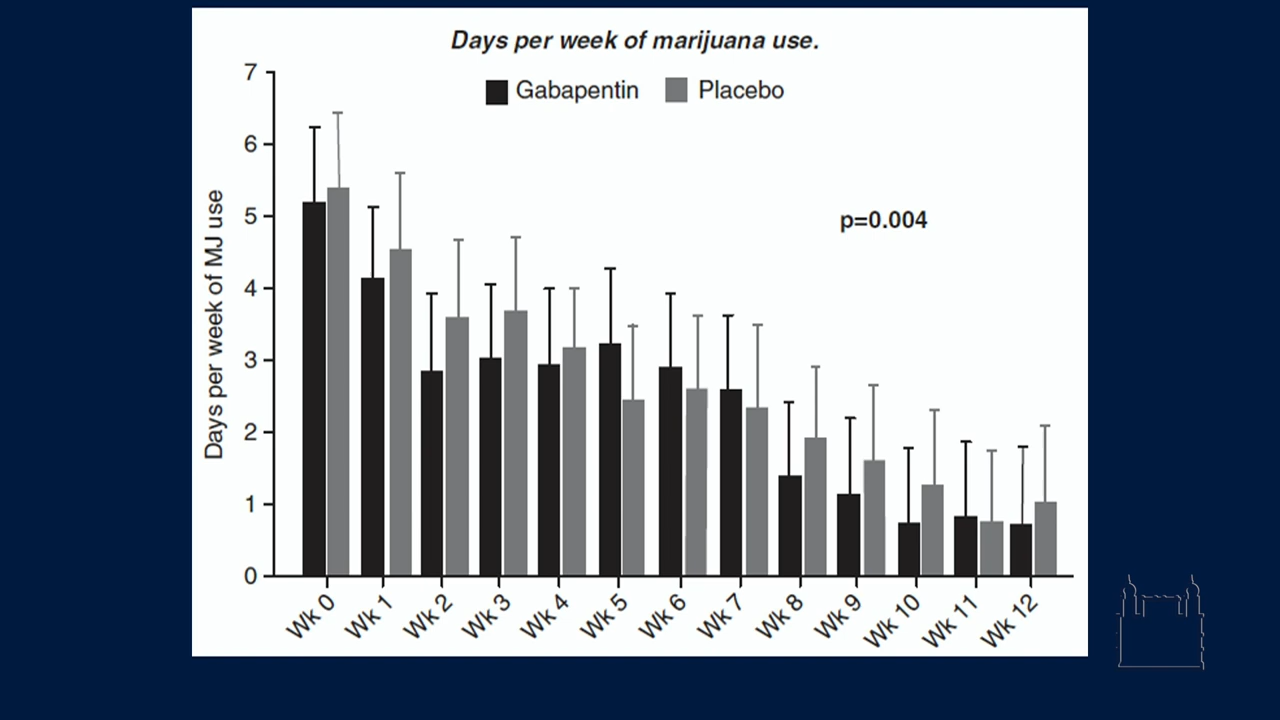 Days per week of marijuana use.
Gabapentin Placebo
7
6
5
4
3
2
1
0
Days per week of MJ use
p=0.004
Wk 0 Wk 1 Wk 2 Wk 3 Wk 4 Wk 5 Wk 6 Wk 7 Wk 8 Wk 9 Wk 10 Wk 11 Wk 12